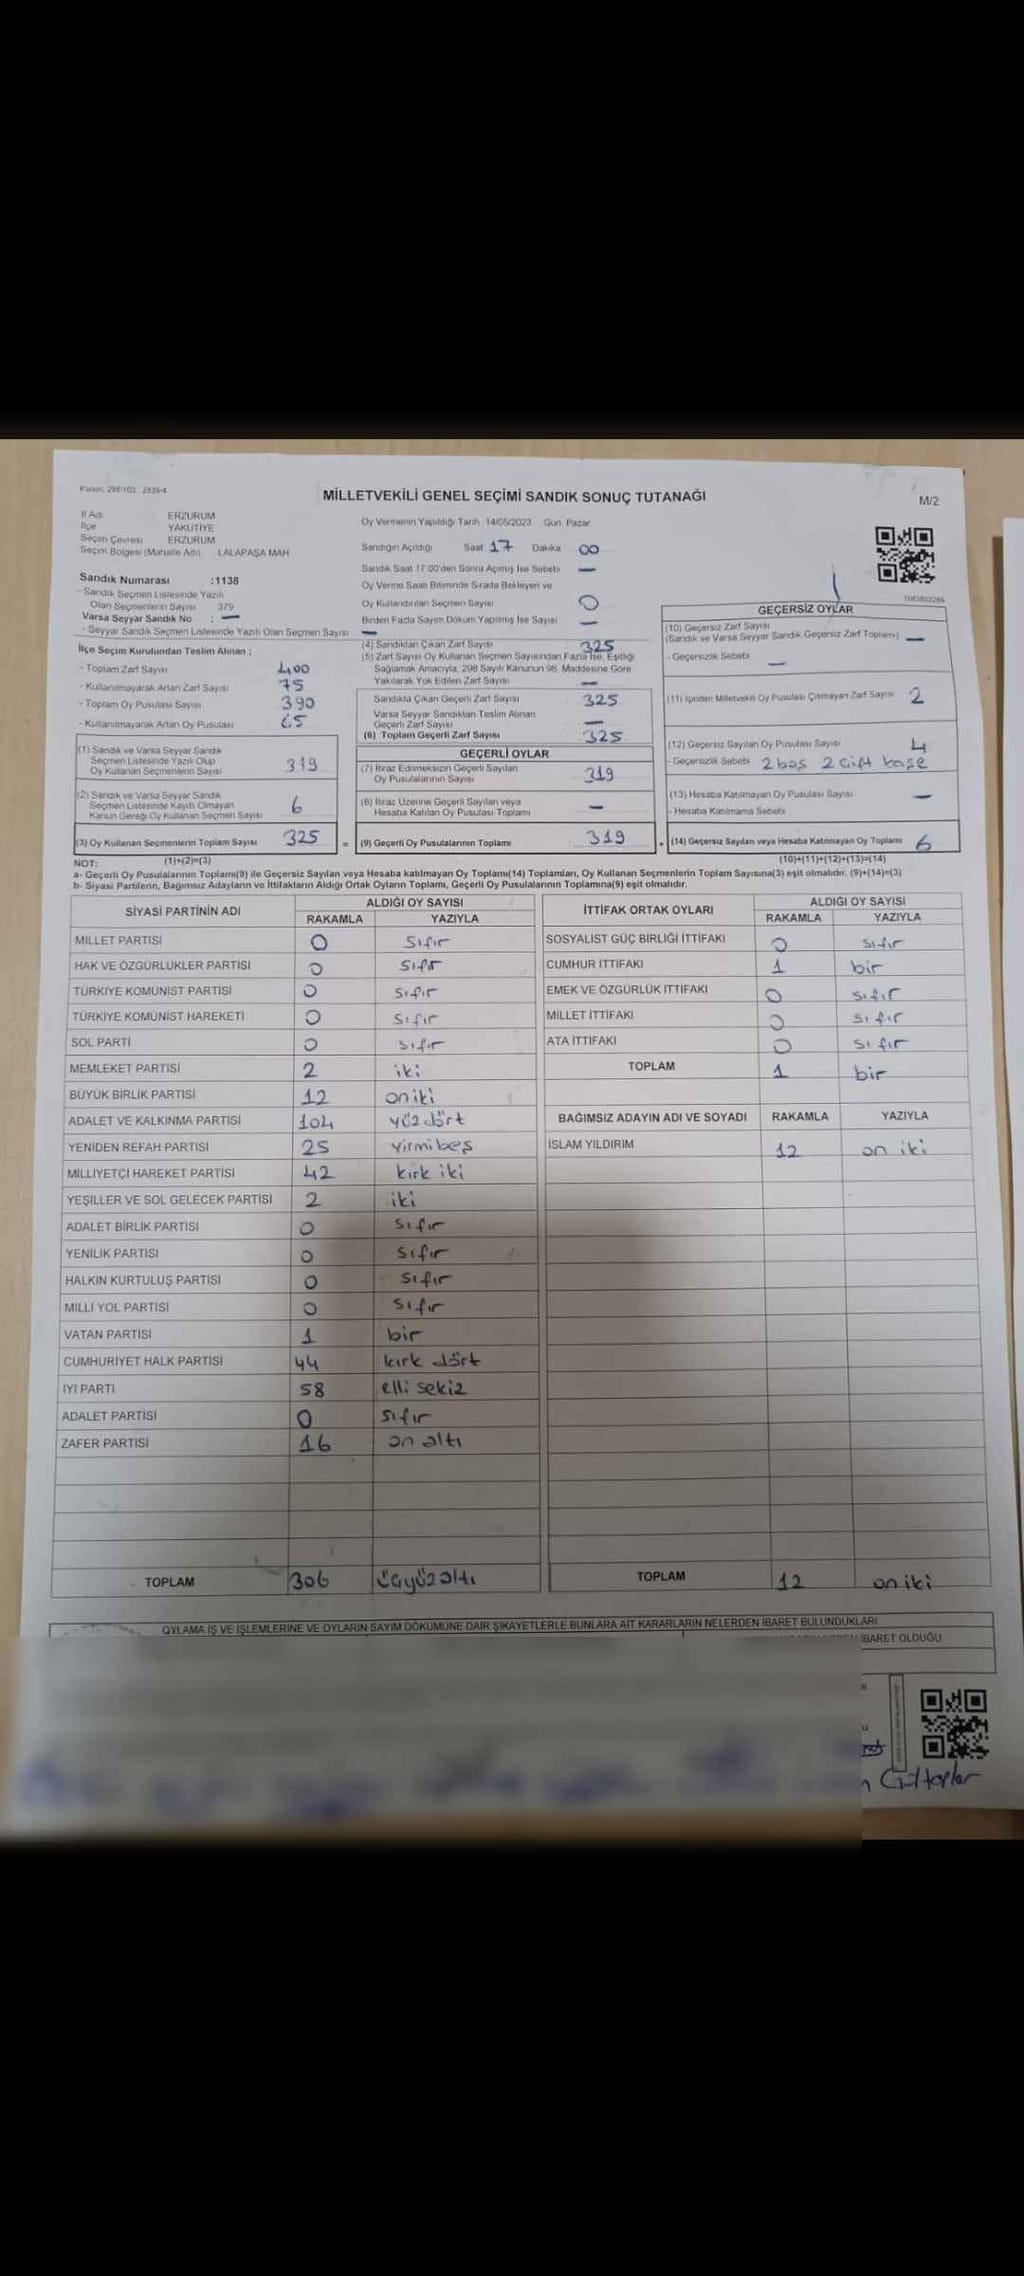 Kanun, 298/105 2839/4
MİLLETVEKİLİ GENEL SEÇİMİ SANDIK SONUÇ TUTANAĞI
M/2
İl Adı ERZURUM
İlçe YAKUTİYE
Seçim Çevresi ERZURUM
Seçim Bölgesi (Mahalle Adı) LALAPAŞA MAH
Oy Vermenin Yapıldığı Tarih 14/05/2023 Gün. Pazar
Sandığın Açıldığı Saat 17 Dakika 00
Sandık Saat 17:00'den Sonra Açımış İse Sebebi —
Oy Verme Saati Bitiminde Sırada Bekleyen ve
Oy Kullandırılan Seçmen Sayısı 0
Birden Fazla Sayım Döküm Yapılmış İse Sayısı —
Sandık Numarası :1138
- Sandık Seçmen Listesinde Yazılı
Olan Seçmenlerin Sayısı 379
Varsa Seyyar Sandık No : —
- Seyyar Sandık Seçmen Listesinde Yazılı Olan Seçmen Sayısı —
İlçe Seçim Kurulundan Teslim Alınan :
- Toplam Zarf Sayısı 400
- Kullanılmayarak Artan Zarf Sayısı 75
- Toplam Oy Pusulası Sayısı 390
- Kullanılmayarak Artan Oy Pusulası 65
(1) Sandık ve Varsa Seyyar Sandık
Seçmen Listesinde Yazılı Olup
Oy Kullanan Seçmenlerin Sayısı 319
(2) Sandık ve Varsa Seyyar Sandık
Seçmen Listesinde Kayıtlı Olmayan
Kanun Gereği Oy Kullanan Seçmen Sayısı 6
(3) Oy Kullanan Seçmenlerin Toplam Sayısı 325
(1)+(2)=(3)
(4) Sandıktan Çıkan Zarf Sayısı 325
(5) Zarf Sayısı Oy Kullanan Seçmen Sayısından Fazla İse, Eşitliği
Sağlamak Amacıyla, 298 Sayılı Kanunun 98. Maddesine Göre
Yakılarak Yok Edilen Zarf Sayısı —
Sandıkta Çıkan Geçerli Zarf Sayısı 325
Varsa Seyyar Sandıktan Teslim Alınan
Geçerli Zarf Sayısı —
(6) Toplam Geçerli Zarf Sayısı 325
GEÇERLİ OYLAR
(7) İtiraz Edilmeksizin Geçerli Sayılan
Oy Pusulalarının Sayısı 319
(8) İtiraz Üzerine Geçerli Sayılan veya
Hesaba Katılan Oy Pusulası Toplamı —
= (9) Geçerli Oy Pusulalarının Toplamı 319
1083802289
GEÇERSİZ OYLAR
(10) Geçersiz Zarf Sayısı
(Sandık ve Varsa Seyyar Sandık Geçersiz Zarf Toplamı) —
- Geçersizlik Sebebi —
(11) İçinden Milletvekili Oy Pusulası Çıkmayan Zarf Sayısı 2
(12) Geçersiz Sayılan Oy Pusulası Sayısı 4
- Geçersizlik Sebebi 2 boş 2 Çift kaşe
(13) Hesaba Katılmayan Oy Pusulası Sayısı —
- Hesaba Katılmama Sebebi
+ (14) Geçersiz Sayılan veya Hesaba Katılmayan Oy Toplamı 6
(10)+(11)+(12)+(13)=(14)
NOT:
a- Geçerli Oy Pusulasının Toplamı(9) ile Geçersiz Sayılan veya Hesaba katılmayan Oy Toplamı(14) Toplamları, Oy Kullanan Seçmenlerin Toplam Sayısına(3) eşit olmalıdır. (9)+(14)=(3)
b- Siyasi Partilerin, Bağımsız Adayların ve İttifakların Aldığı Ortak Oyların Toplamı, Geçerli Oy Pusulalarının Toplamına(9) eşit olmalıdır.
SİYASİ PARTİNİN ADI ALDIĞI OY SAYISI
RAKAMLA YAZIYLA
MİLLET PARTİSİ 0 sıfır
HAK VE ÖZGÜRLÜKLER PARTİSİ 0 sıfır
TÜRKİYE KOMÜNİST PARTİSİ 0 sıfır
TÜRKİYE KOMÜNİST HAREKETİ 0 sıfır
SOL PARTİ 0 sıfır
MEMLEKET PARTİSİ 2 iki
BÜYÜK BİRLİK PARTİSİ 12 oniki
ADALET VE KALKINMA PARTİSİ 104 yüz dört
YENİDEN REFAH PARTİSİ 25 yirmibeş
MİLLİYETÇİ HAREKET PARTİSİ 42 kırk iki
YEŞİLLER VE SOL GELECEK PARTİSİ 2 iki
ADALET BİRLİK PARTİSİ 0 sıfır
YENİLİK PARTİSİ 0 sıfır
HALKIN KURTULUŞ PARTİSİ 0 sıfır
MİLLİ YOL PARTİSİ 0 sıfır
VATAN PARTİSİ 1 bir
CUMHURİYET HALK PARTİSİ 44 kırk dört
İYİ PARTİ 58 elli sekiz
ADALET PARTİSİ 0 sıfır
ZAFER PARTİSİ 16 on altı
TOPLAM 306 üçyüzaltı
İTTİFAK ORTAK OYLARI ALDIĞI OY SAYISI
RAKAMLA YAZIYLA
SOSYALİST GÜÇ BİRLİĞİ İTTİFAKI 0 sıfır
CUMHUR İTTİFAKI 1 bir
EMEK VE ÖZGÜRLÜK İTTİFAKI 0 sıfır
MİLLET İTTİFAKI 0 sıfır
ATA İTTİFAKI 0 sıfır
TOPLAM 1 bir
BAĞIMSIZ ADAYIN ADI VE SOYADI RAKAMLA YAZIYLA
İSLAM YILDIRIM 12 on iki
TOPLAM 12 on iki
OYLAMA İŞ VE İŞLEMLERİNE VE OYLARIN SAYIM DÖKÜMÜNE DAİR ŞİKAYETLERLE BUNLARA AİT KARARLARIN NELERDEN İBARET BULUNDUKLARI
İBARET OLDUĞU
Gültopler